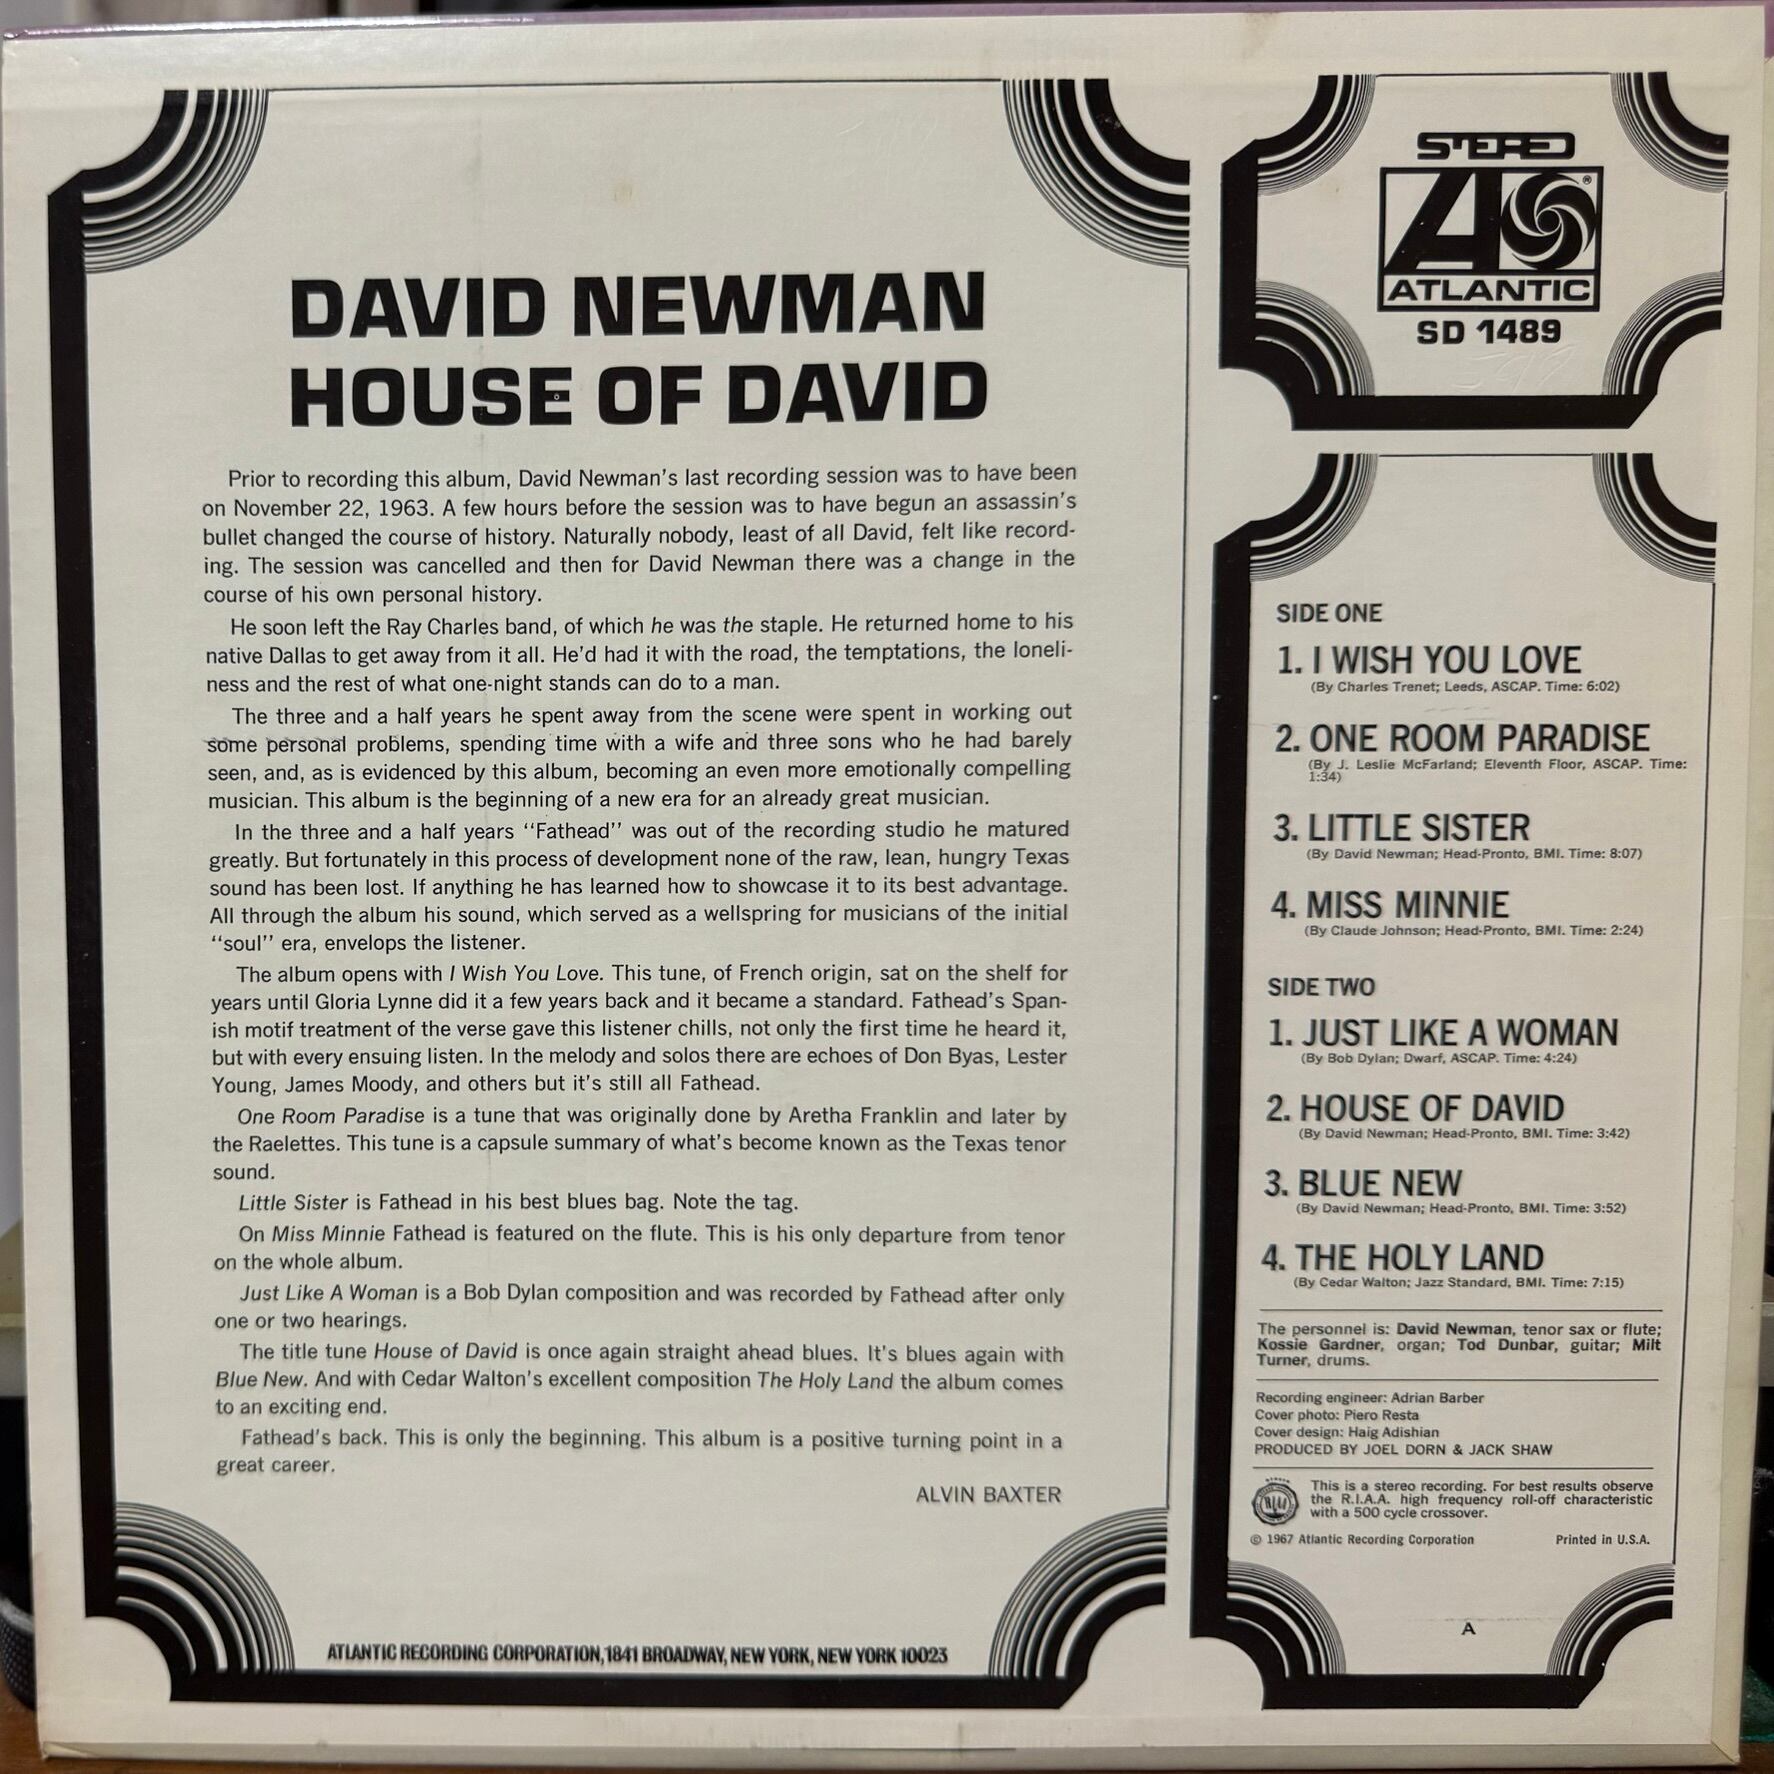 DAVID NEWMAN
HOUSE OF DAVID
Prior to recording this album, David Newman's last recording session was to have been
on November 22, 1963. A few hours before the session was to have begun an assassin's
bullet changed the course of history. Naturally nobody, least of all David, felt like record-
ing. The session was cancelled and then for David Newman there was a change in the
course of his own personal history.
He soon left the Ray Charles band, of which he was the staple. He returned home to his
native Dallas to get away from it all. He'd had it with the road, the temptations, the loneli-
ness and the rest of what one-night stands can do to a man.
The three and a half years he spent away from the scene were spent in working out
some personal problems, spending time with a wife and three sons who he had barely
seen, and, as is evidenced by this album, becoming an even more emotionally compelling
musician. This album is the beginning of a new era for an already great musician.
In the three and a half years "Fathead" was out of the recording studio he matured
greatly. But fortunately in this process of development none of the raw, lean, hungry Texas
sound has been lost. If anything he has learned how to showcase it to its best advantage.
All through the album his sound, which served as a wellspring for musicians of the initial
"soul" era, envelops the listener.
The album opens with I Wish You Love. This tune, of French origin, sat on the shelf for
years until Gloria Lynne did it a few years back and it became a standard. Fathead's Span-
ish motif treatment of the verse gave this listener chills, not only the first time he heard it,
but with every ensuing listen. In the melody and solos there are echoes of Don Byas, Lester
Young, James Moody, and others but it's still all Fathead.
One Room Paradise is a tune that was originally done by Aretha Franklin and later by
the Raelettes. This tune is a capsule summary of what's become known as the Texas tenor
sound.
Little Sister is Fathead in his best blues bag. Note the tag.
On Miss Minnie Fathead is featured on the flute. This is his only departure from tenor
on the whole album.
Just Like A Woman is a Bob Dylan composition and was recorded by Fathead after only
one or two hearings.
The title tune House of David is once again straight ahead blues. It's blues again with
Blue New. And with Cedar Walton's excellent composition The Holy Land the album comes
to an exciting end.
Fathead's back. This is only the beginning. This album is a positive turning point in a
great career.
ALVIN BAXTER
ATLANTIC RECORDING CORPORATION, 1841 BROADWAY, NEW YORK, NEW YORK 10023
STEREO
A ®
ATLANTIC
SD 1489
SIDE ONE
1. I WISH YOU LOVE
(By Charles Trenet; Leeds, ASCAP. Time: 6:02)
2. ONE ROOM PARADISE
(By J. Leslie McFarland; Eleventh Floor, ASCAP. Time:
1:34)
3. LITTLE SISTER
(By David Newman; Head-Pronto, BMI. Time: 8:07)
4. MISS MINNIE
(By Claude Johnson; Head-Pronto, BMI. Time: 2:24)
SIDE TWO
1. JUST LIKE A WOMAN
(By Bob Dylan; Dwarf, ASCAP. Time: 4:24)
2. HOUSE OF DAVID
(By David Newman; Head-Pronto, BMI. Time: 3:42)
3. BLUE NEW
(By David Newman; Head-Pronto, BMI. Time: 3:52)
4. THE HOLY LAND
(By Cedar Walton; Jazz Standard, BMI. Time: 7:15)
The personnel is: David Newman, tenor sax or flute;
Kossie Gardner, organ; Tod Dunbar, guitar; Milt
Turner, drums.
Recording engineer: Adrian Barber
Cover photo: Piero Resta
Cover design: Haig Adishian
PRODUCED BY JOEL DORN & JACK SHAW
This is a stereo recording. For best results observe
the R.I.A.A. high frequency roll-off characteristic
with a 500 cycle crossover.
© 1967 Atlantic Recording Corporation Printed in U.S.A.
A